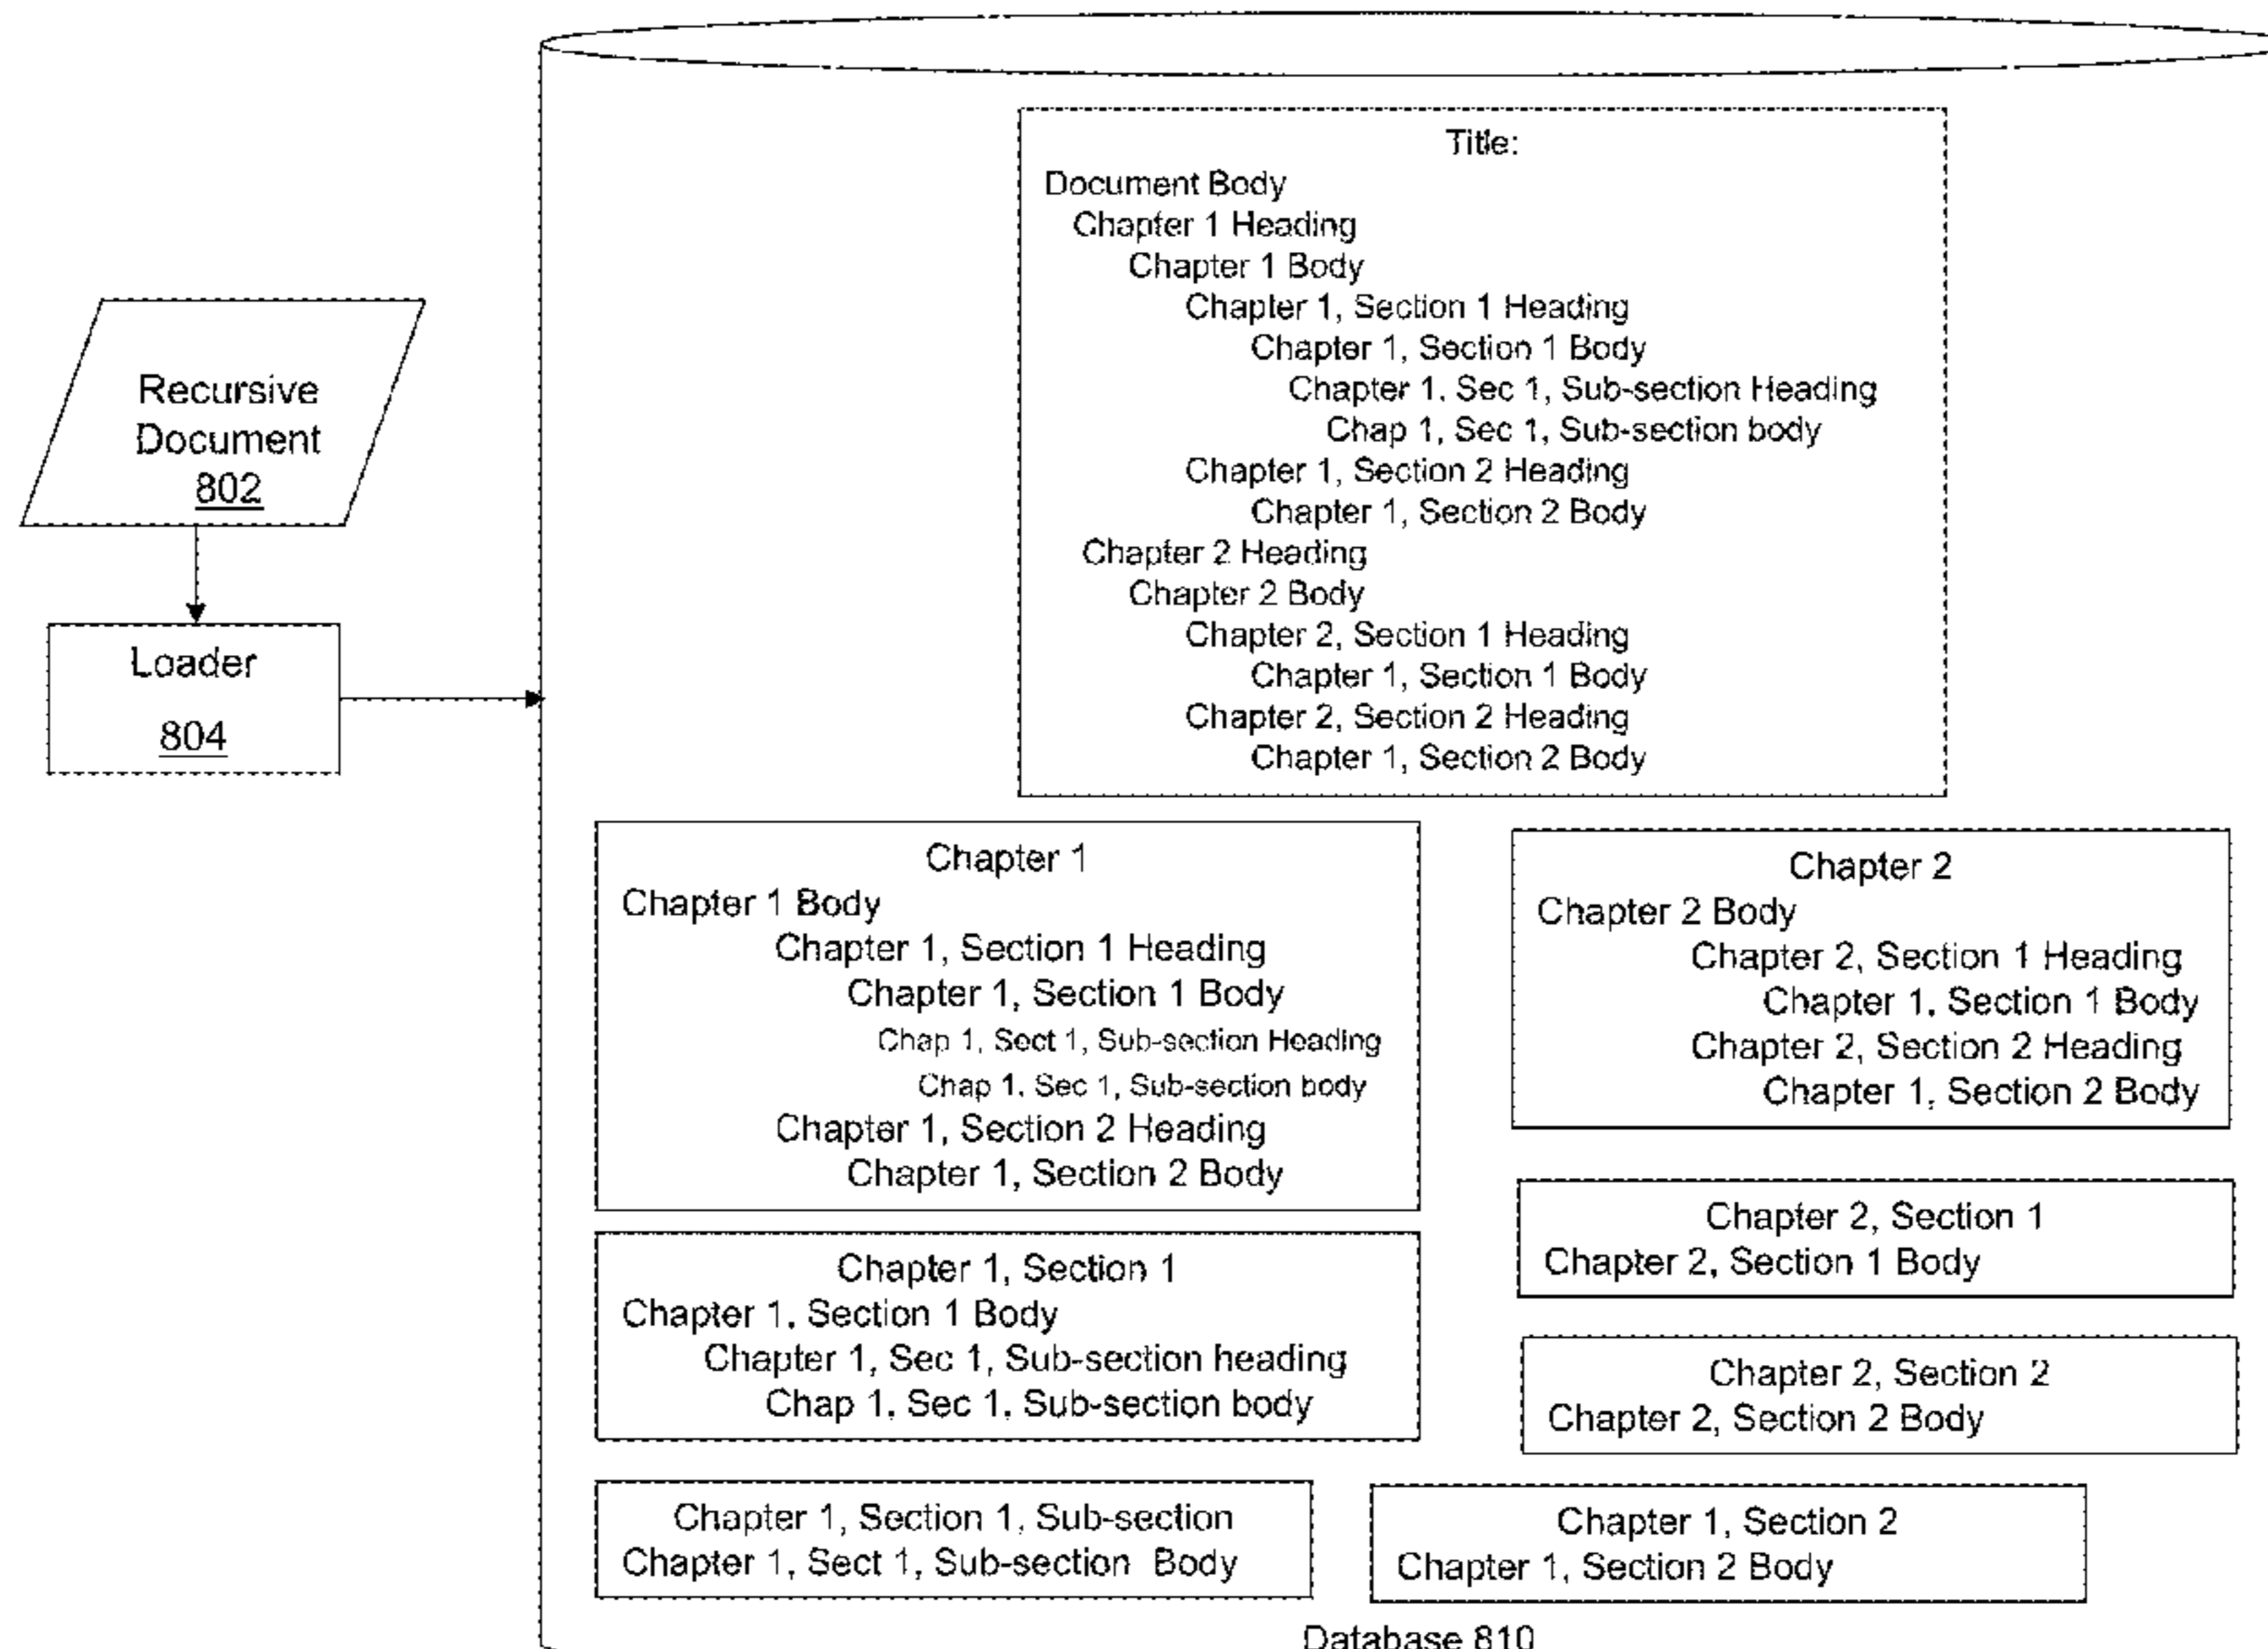 Recursive
Document
802
Loader
804
Title:
Document Body
Chapter 1 Heading
Chapter 1 Body
Chapter 1, Section 1 Heading
Chapter 1, Section 1 Body
Chapter 1, Sec 1, Sub-section Heading
Chap 1, Sec 1, Sub-section body
Chapter 1, Section 2 Heading
Chapter 1, Section 2 Body
Chapter 2 Heading
Chapter 2 Body
Chapter 2, Section 1 Heading
Chapter 1, Section 1 Body
Chapter 2, Section 2 Heading
Chapter 1, Section 2 Body
Chapter 1
Chapter 1 Body
Chapter 1, Section 1 Heading
Chapter 1, Section 1 Body
Chap 1, Sect 1, Sub-section Heading
Chap 1, Sec 1, Sub-section body
Chapter 1, Section 2 Heading
Chapter 1, Section 2 Body
Chapter 2
Chapter 2 Body
Chapter 2, Section 1 Heading
Chapter 1, Section 1 Body
Chapter 2, Section 2 Heading
Chapter 1, Section 2 Body
Chapter 1, Section 1
Chapter 1, Section 1 Body
Chapter 1, Sec 1, Sub-section heading
Chap 1, Sec 1, Sub-section body
Chapter 2, Section 1
Chapter 2, Section 1 Body
Chapter 2, Section 2
Chapter 2, Section 2 Body
Chapter 1, Section 1, Sub-section
Chapter 1, Sect 1, Sub-section Body
Chapter 1, Section 2
Chapter 1, Section 2 Body
Database 810